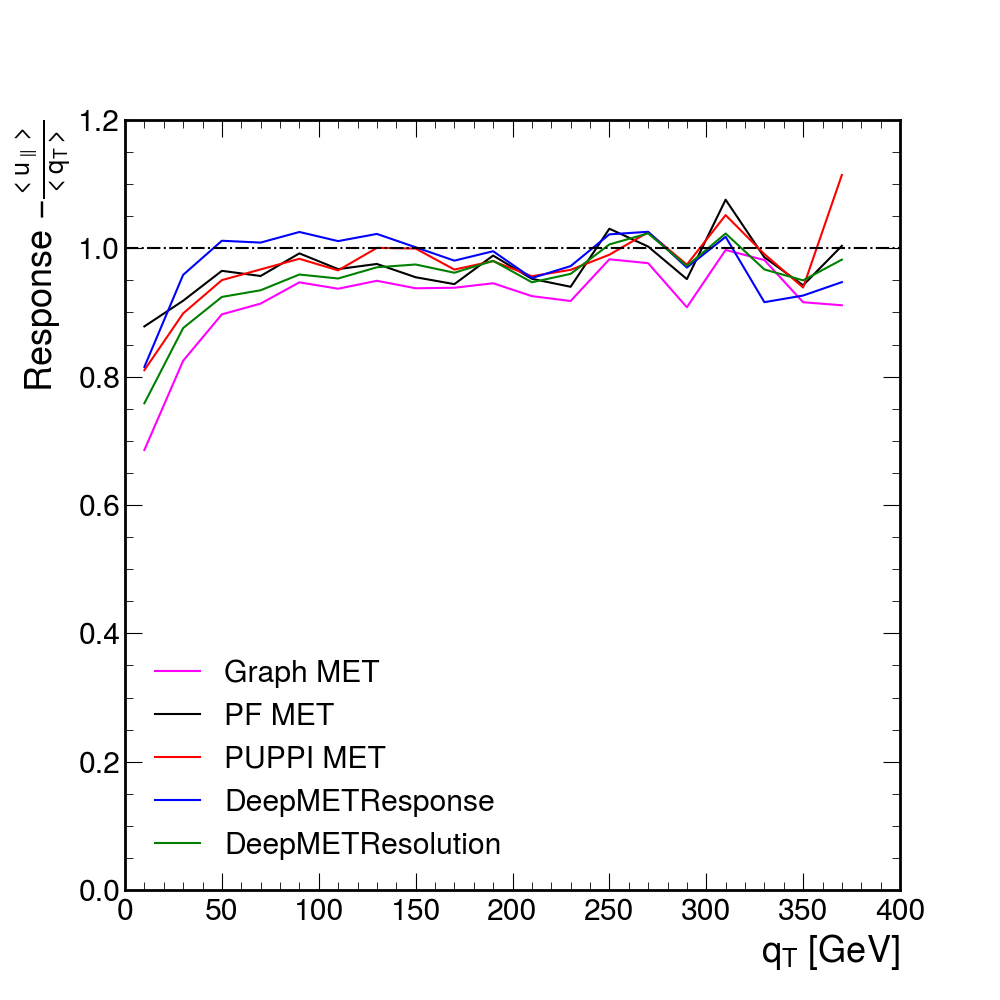 Response −<u∥>/<qT>
1.2
1.0
0.8
0.6
0.4
0.2
0.0
Graph MET
PF MET
PUPPI MET
DeepMETResponse
DeepMETResolution
0 50 100 150 200 250 300 350 400
qT [GeV]